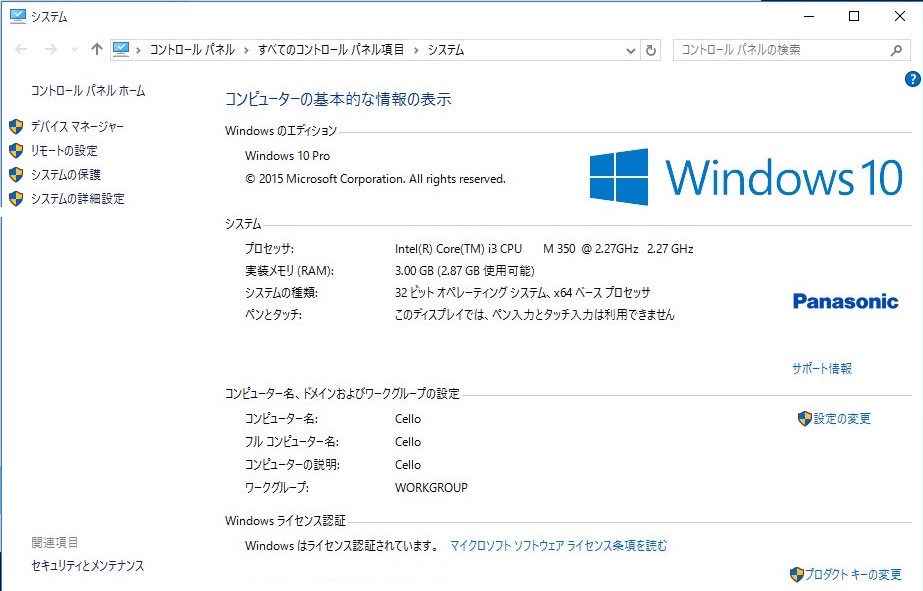 システム
コントロール パネル › すべてのコントロール パネル項目 › システム
コントロール パネルの検索
コントロール パネル ホーム
デバイス マネージャー
リモートの設定
システムの保護
システムの詳細設定
コンピューターの基本的な情報の表示
Windows のエディション
Windows 10 Pro
© 2015 Microsoft Corporation. All rights reserved.
Windows 10
システム
プロセッサ: Intel(R) Core(TM) i3 CPU M 350 @ 2.27GHz 2.27 GHz
実装メモリ (RAM): 3.00 GB (2.87 GB 使用可能)
システムの種類: 32 ビット オペレーティング システム、x64 ベース プロセッサ
ペンとタッチ: このディスプレイでは、ペン入力とタッチ入力は利用できません
Panasonic
サポート情報
コンピューター名、ドメインおよびワークグループの設定
コンピューター名: Cello
設定の変更
フル コンピューター名: Cello
コンピューターの説明: Cello
ワークグループ: WORKGROUP
Windows ライセンス認証
Windows はライセンス認証されています。 マイクロソフト ソフトウェア ライセンス条項を読む
プロダクト キーの変更
関連項目
セキュリティとメンテナンス